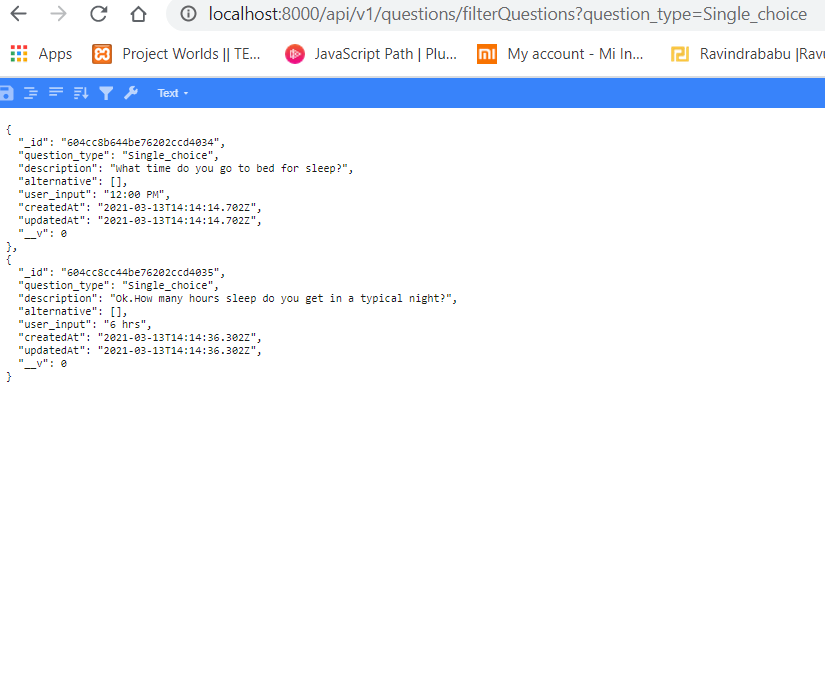 localhost:8000/api/v1/questions/filterQuestions?question_type=Single_choice
Apps Project Worlds || TE... JavaScript Path | Plu... My account - Mi In... Ravindrababu |Rav
Text
{
"_id": "604cc8b644be76202ccd4034",
"question_type": "Single_choice",
"description": "What time do you go to bed for sleep?",
"alternative": [],
"user_input": "12:00 PM",
"createdAt": "2021-03-13T14:14:14.702Z",
"updatedAt": "2021-03-13T14:14:14.702Z",
"__v": 0
},
{
"_id": "604cc8cc44be76202ccd4035",
"question_type": "Single_choice",
"description": "Ok.How many hours sleep do you get in a typical night?",
"alternative": [],
"user_input": "6 hrs",
"createdAt": "2021-03-13T14:14:36.302Z",
"updatedAt": "2021-03-13T14:14:36.302Z",
"__v": 0
}